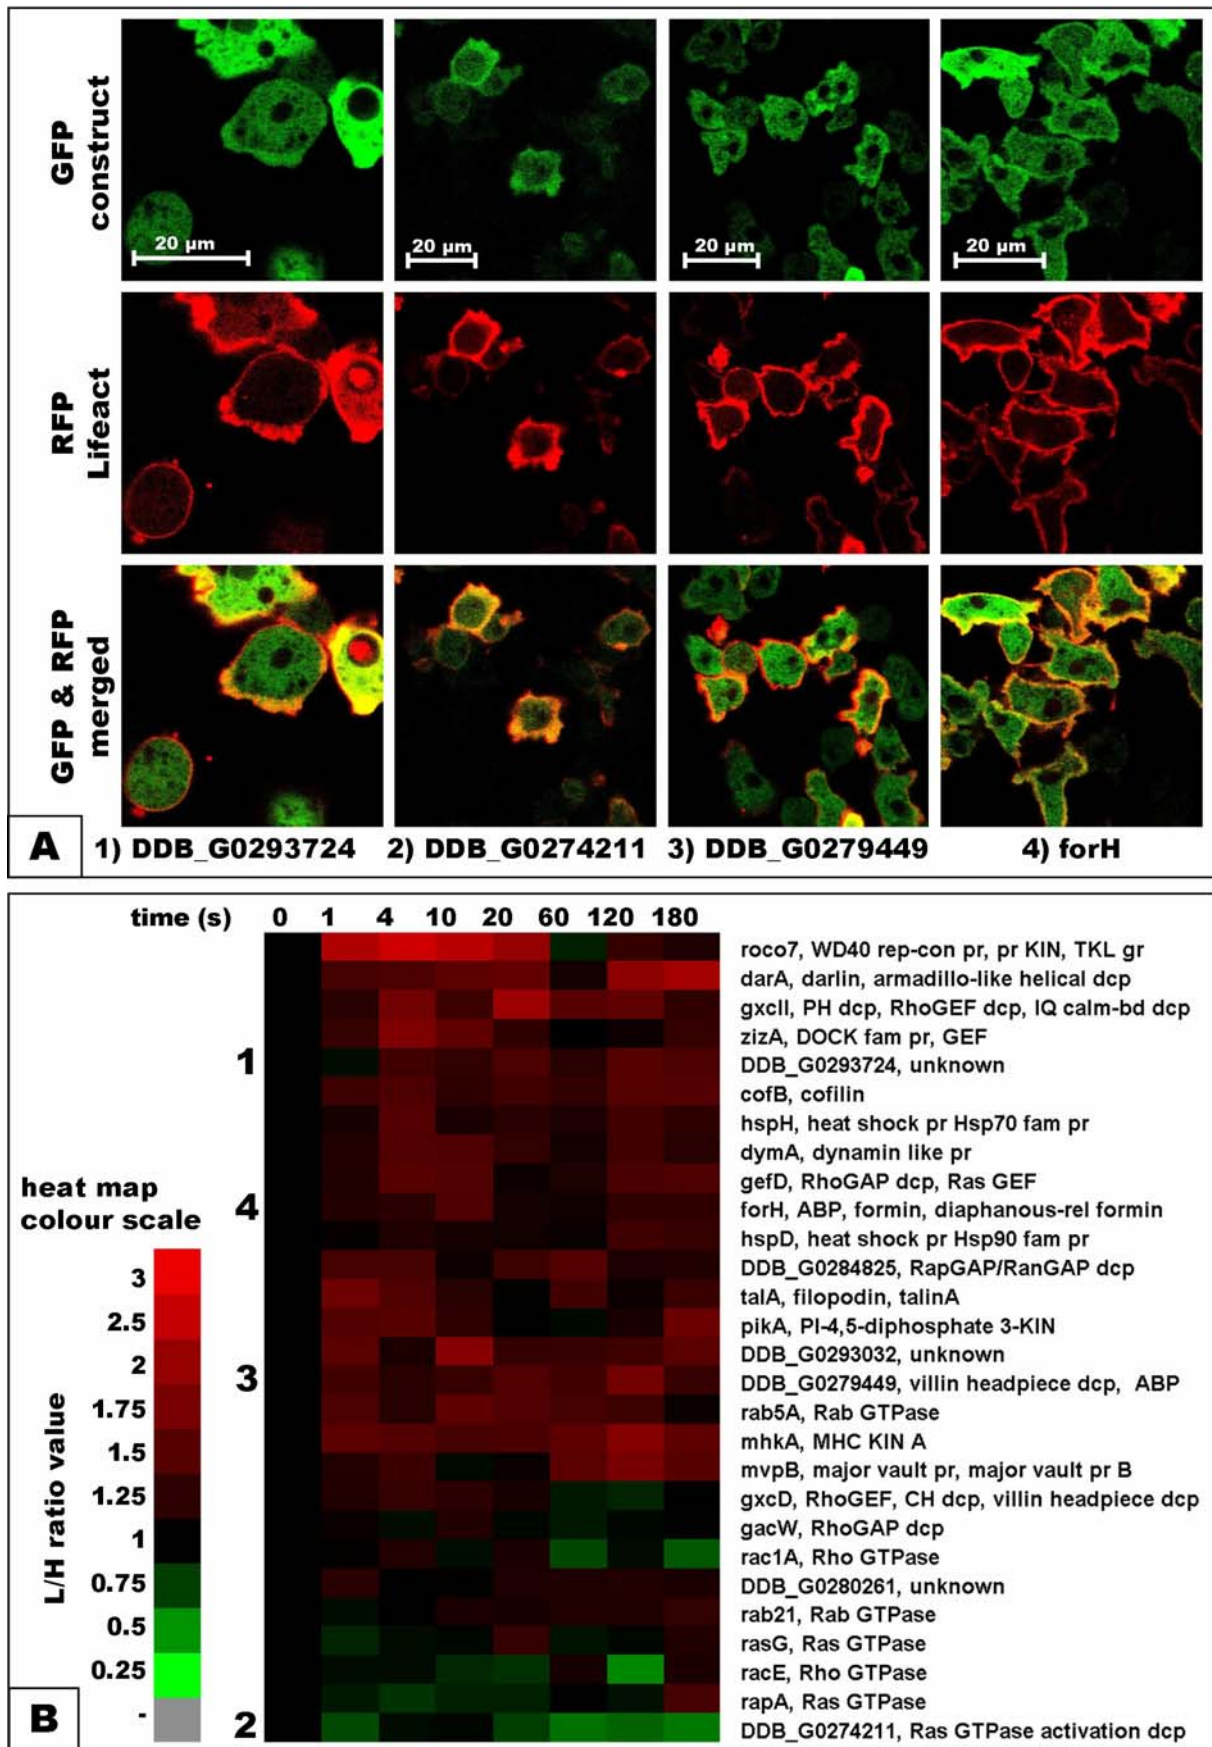 GFP
construct
20 µm
20 µm
20 µm
20 µm
RFP
Lifeact
GFP & RFP
merged
A
1) DDB_G0293724
2) DDB_G0274211
3) DDB_G0279449
4) forH
time (s)
0
1
4
10
20
60
120
180
roco7, WD40 rep-con pr, pr KIN, TKL gr
darA, darlin, armadillo-like helical dcp
gxcII, PH dcp, RhoGEF dcp, IQ calm-bd dcp
zizA, DOCK fam pr, GEF
1
DDB_G0293724, unknown
cofB, cofilin
hspH, heat shock pr Hsp70 fam pr
dymA, dynamin like pr
gefD, RhoGAP dcp, Ras GEF
4
forH, ABP, formin, diaphanous-rel formin
hspD, heat shock pr Hsp90 fam pr
DDB_G0284825, RapGAP/RanGAP dcp
talA, filopodin, talinA
pikA, PI-4,5-diphosphate 3-KIN
DDB_G0293032, unknown
3
DDB_G0279449, villin headpiece dcp, ABP
rab5A, Rab GTPase
mhkA, MHC KIN A
mvpB, major vault pr, major vault pr B
gxcD, RhoGEF, CH dcp, villin headpiece dcp
gacW, RhoGAP dcp
rac1A, Rho GTPase
DDB_G0280261, unknown
rab21, Rab GTPase
rasG, Ras GTPase
racE, Rho GTPase
rapA, Ras GTPase
2
DDB_G0274211, Ras GTPase activation dcp
heat map
colour scale
L/H ratio value
3
2.5
2
1.75
1.5
1.25
1
0.75
0.5
0.25
-
B